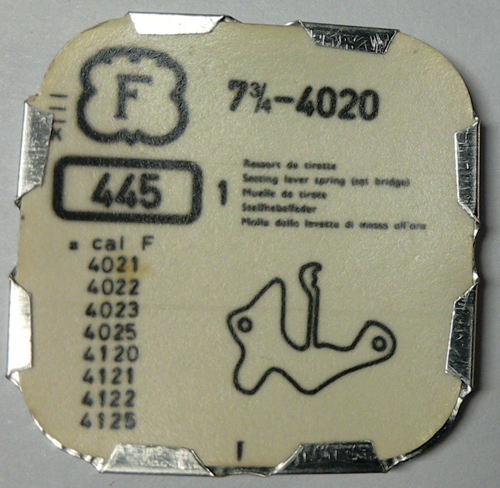 F
7¾-4020
445
1
Ressort de tirette
Setting lever spring (set bridge)
Muelle de tirete
Stellhebelfeder
Molla della levetta di messa all'ora
cal F
4021
4022
4023
4025
4120
4121
4122
4125